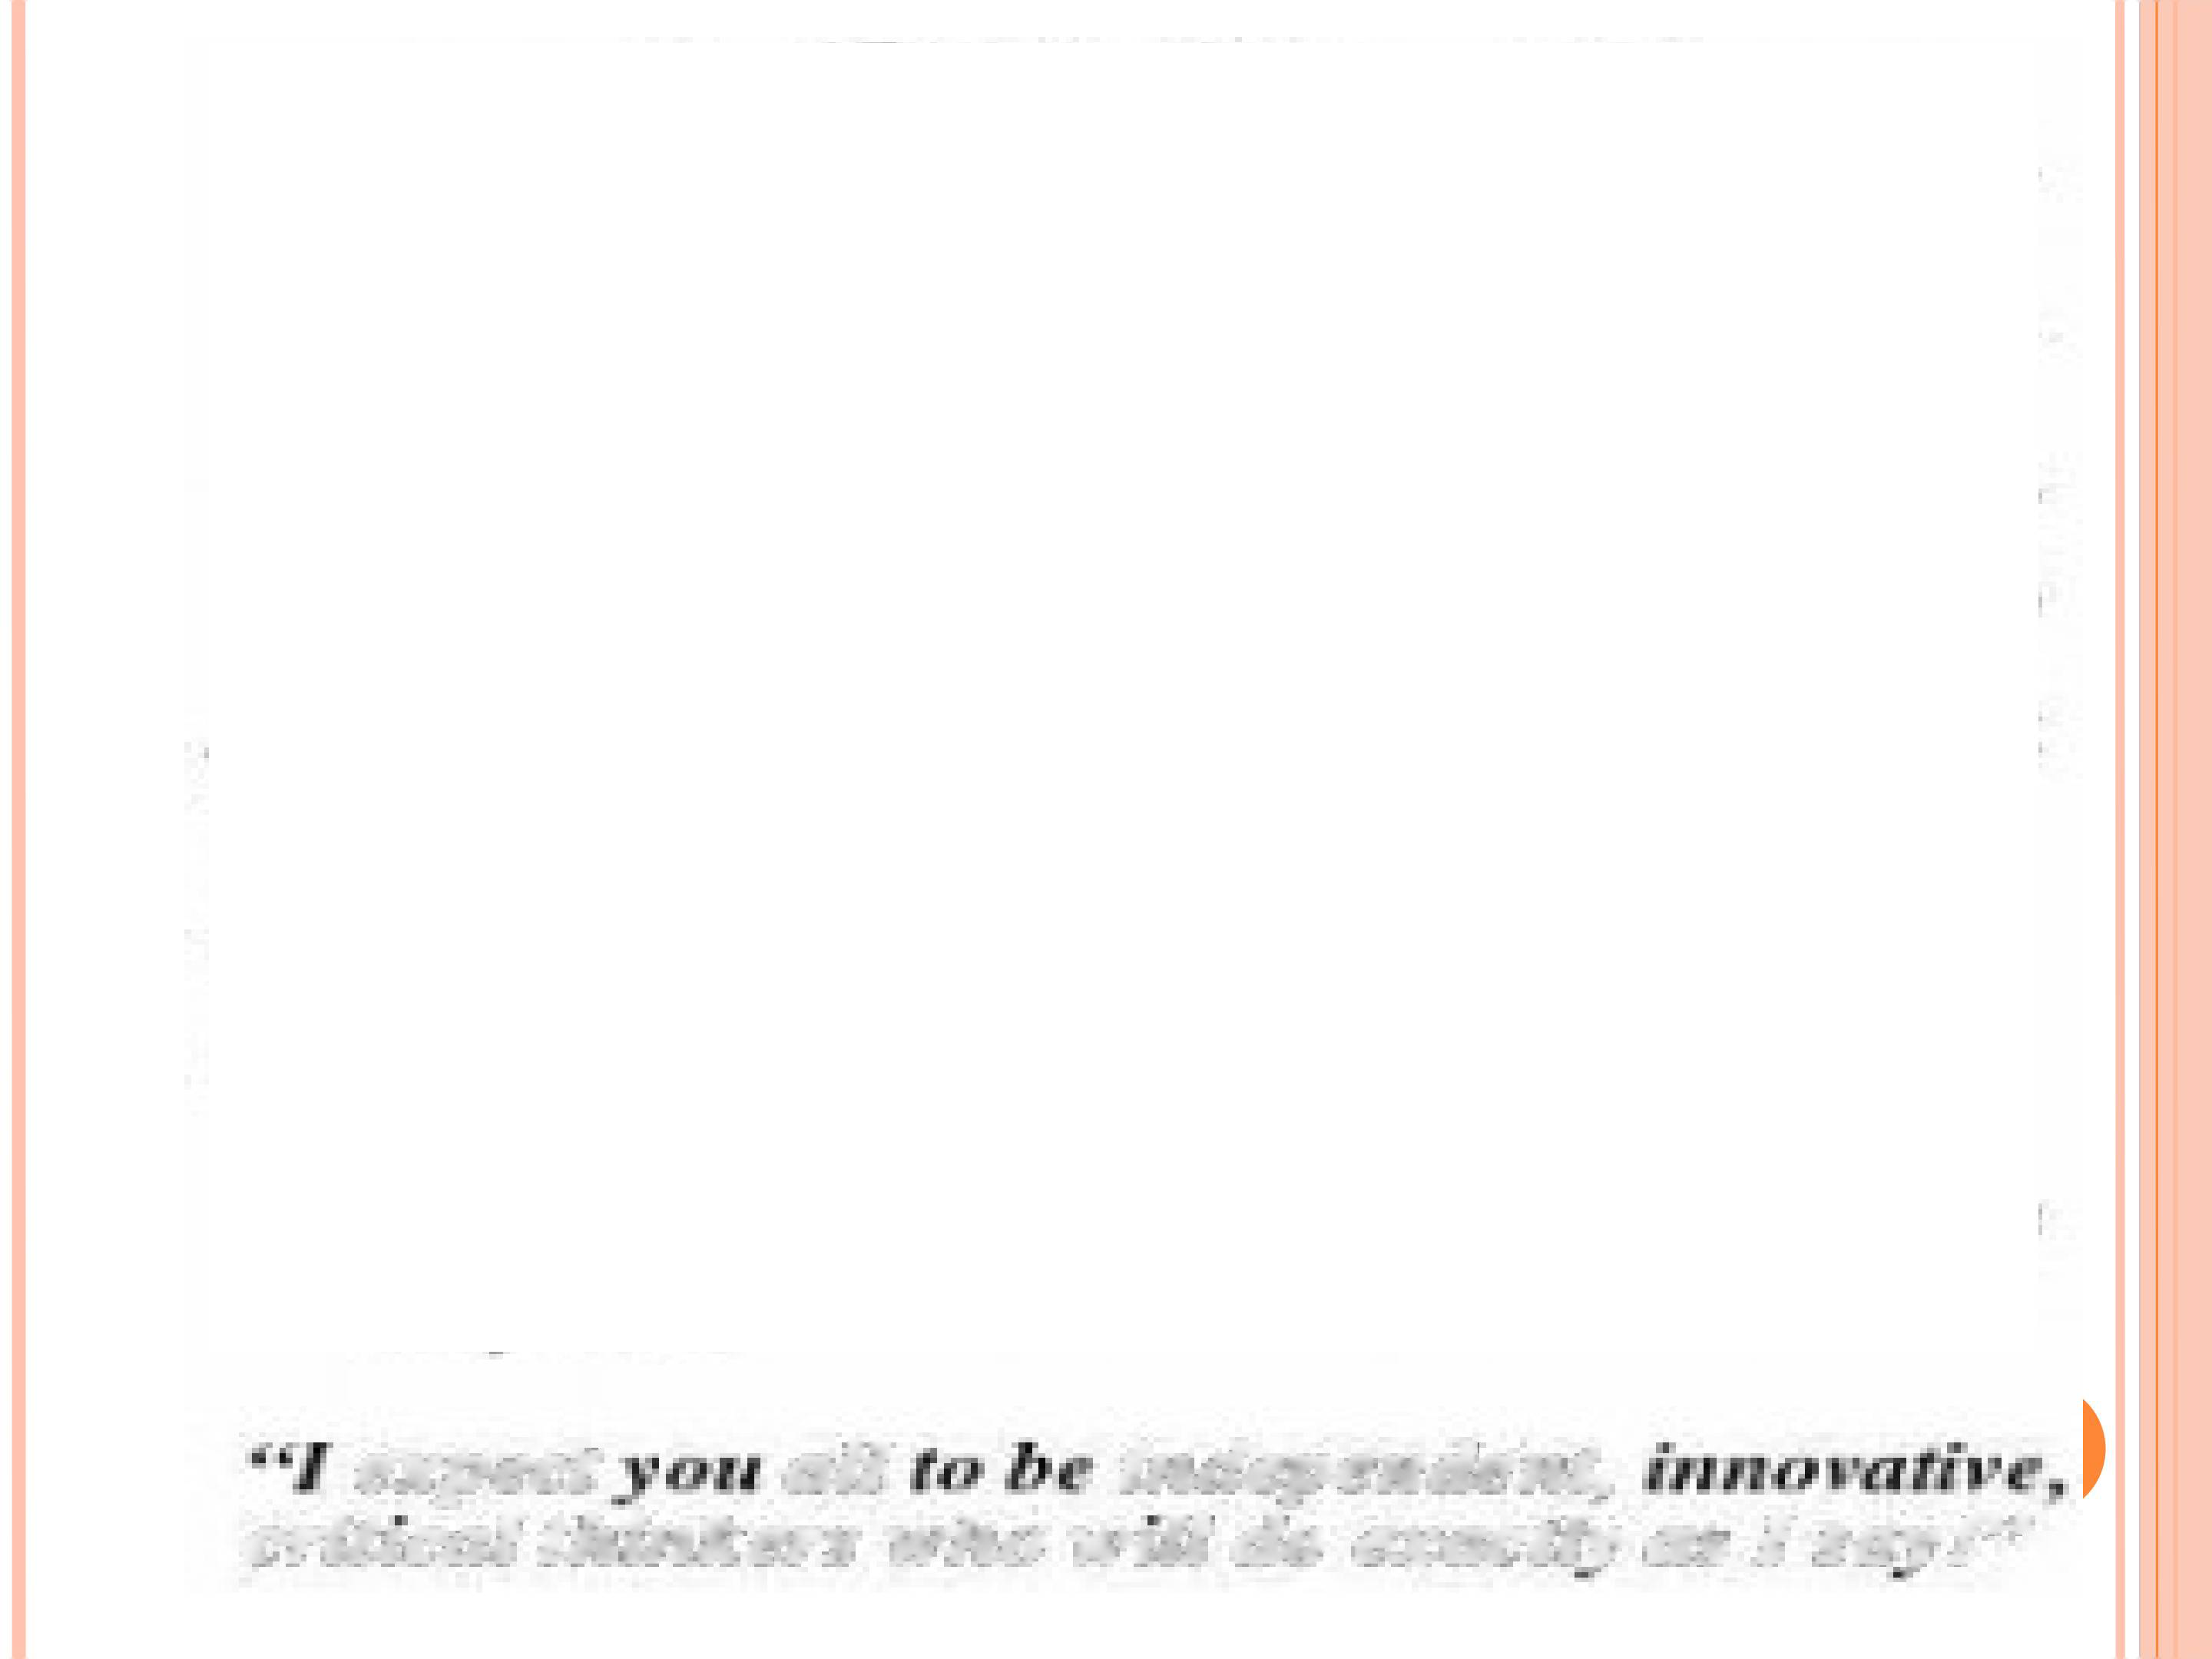 “I expect you all to be independent, innovative,
critical thinkers who will do exactly as I say!”